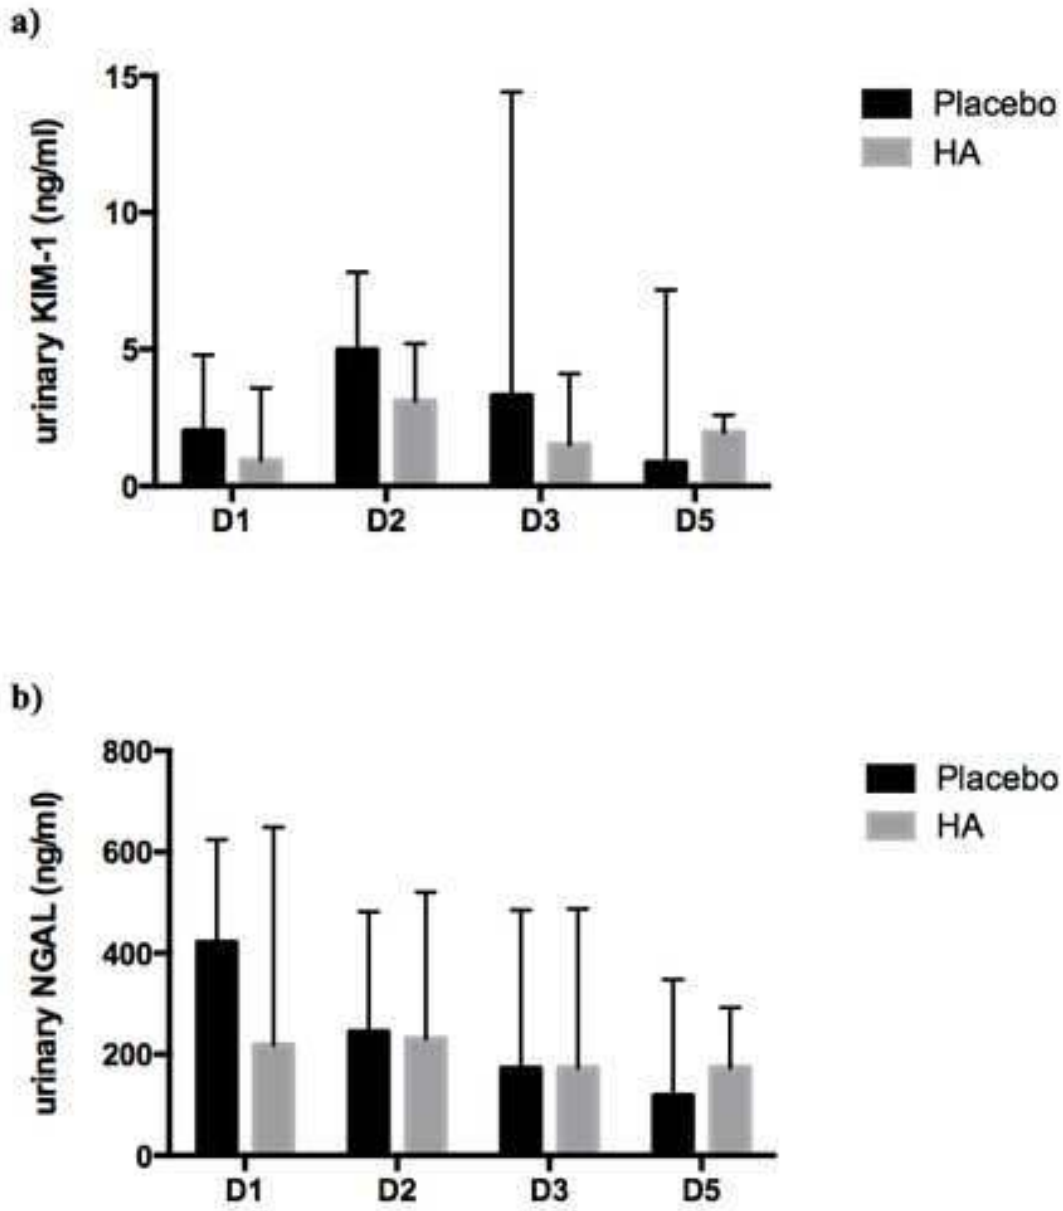 a)
urinary KIM-1 (ng/ml)
15
10
5
0
D1 D2 D3 D5
Placebo
HA
b)
urinary NGAL (ng/ml)
800
600
400
200
0
D1 D2 D3 D5
Placebo
HA